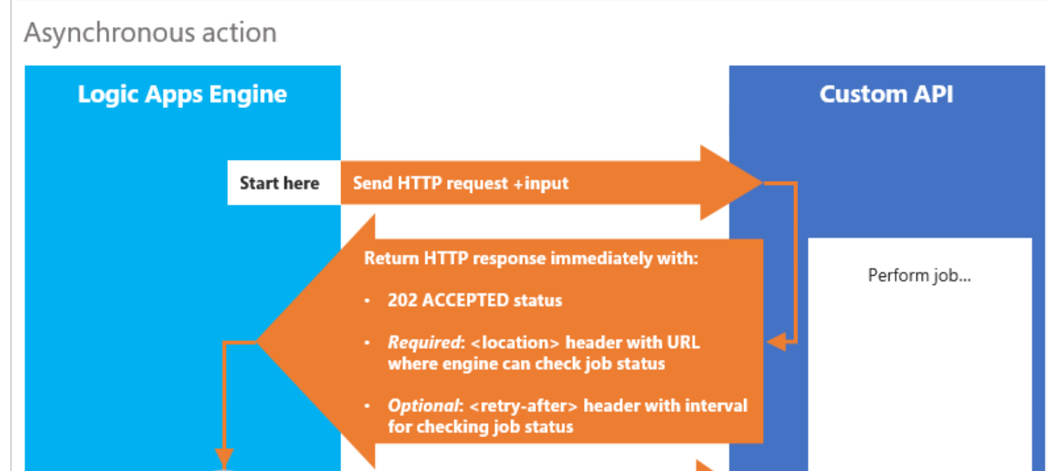 Asynchronous action
Logic Apps Engine
Custom API
Start here
Send HTTP request +input
Return HTTP response immediately with:
• 202 ACCEPTED status
• Required: <location> header with URL
where engine can check job status
• Optional: <retry-after> header with interval
for checking job status
Perform job...